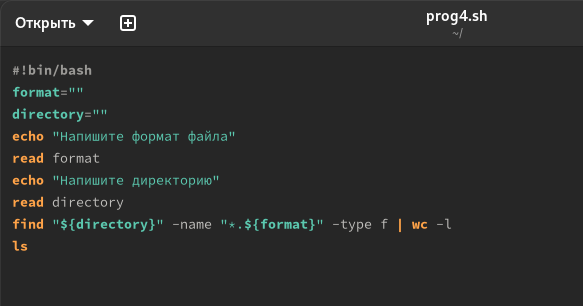 Открыть
prog4.sh
~/
#!bin/bash
format=""
directory=""
echo "Напишите формат файла"
read format
echo "Напишите директорию"
read directory
find "${directory}" -name "*.${format}" -type f | wc -l
ls